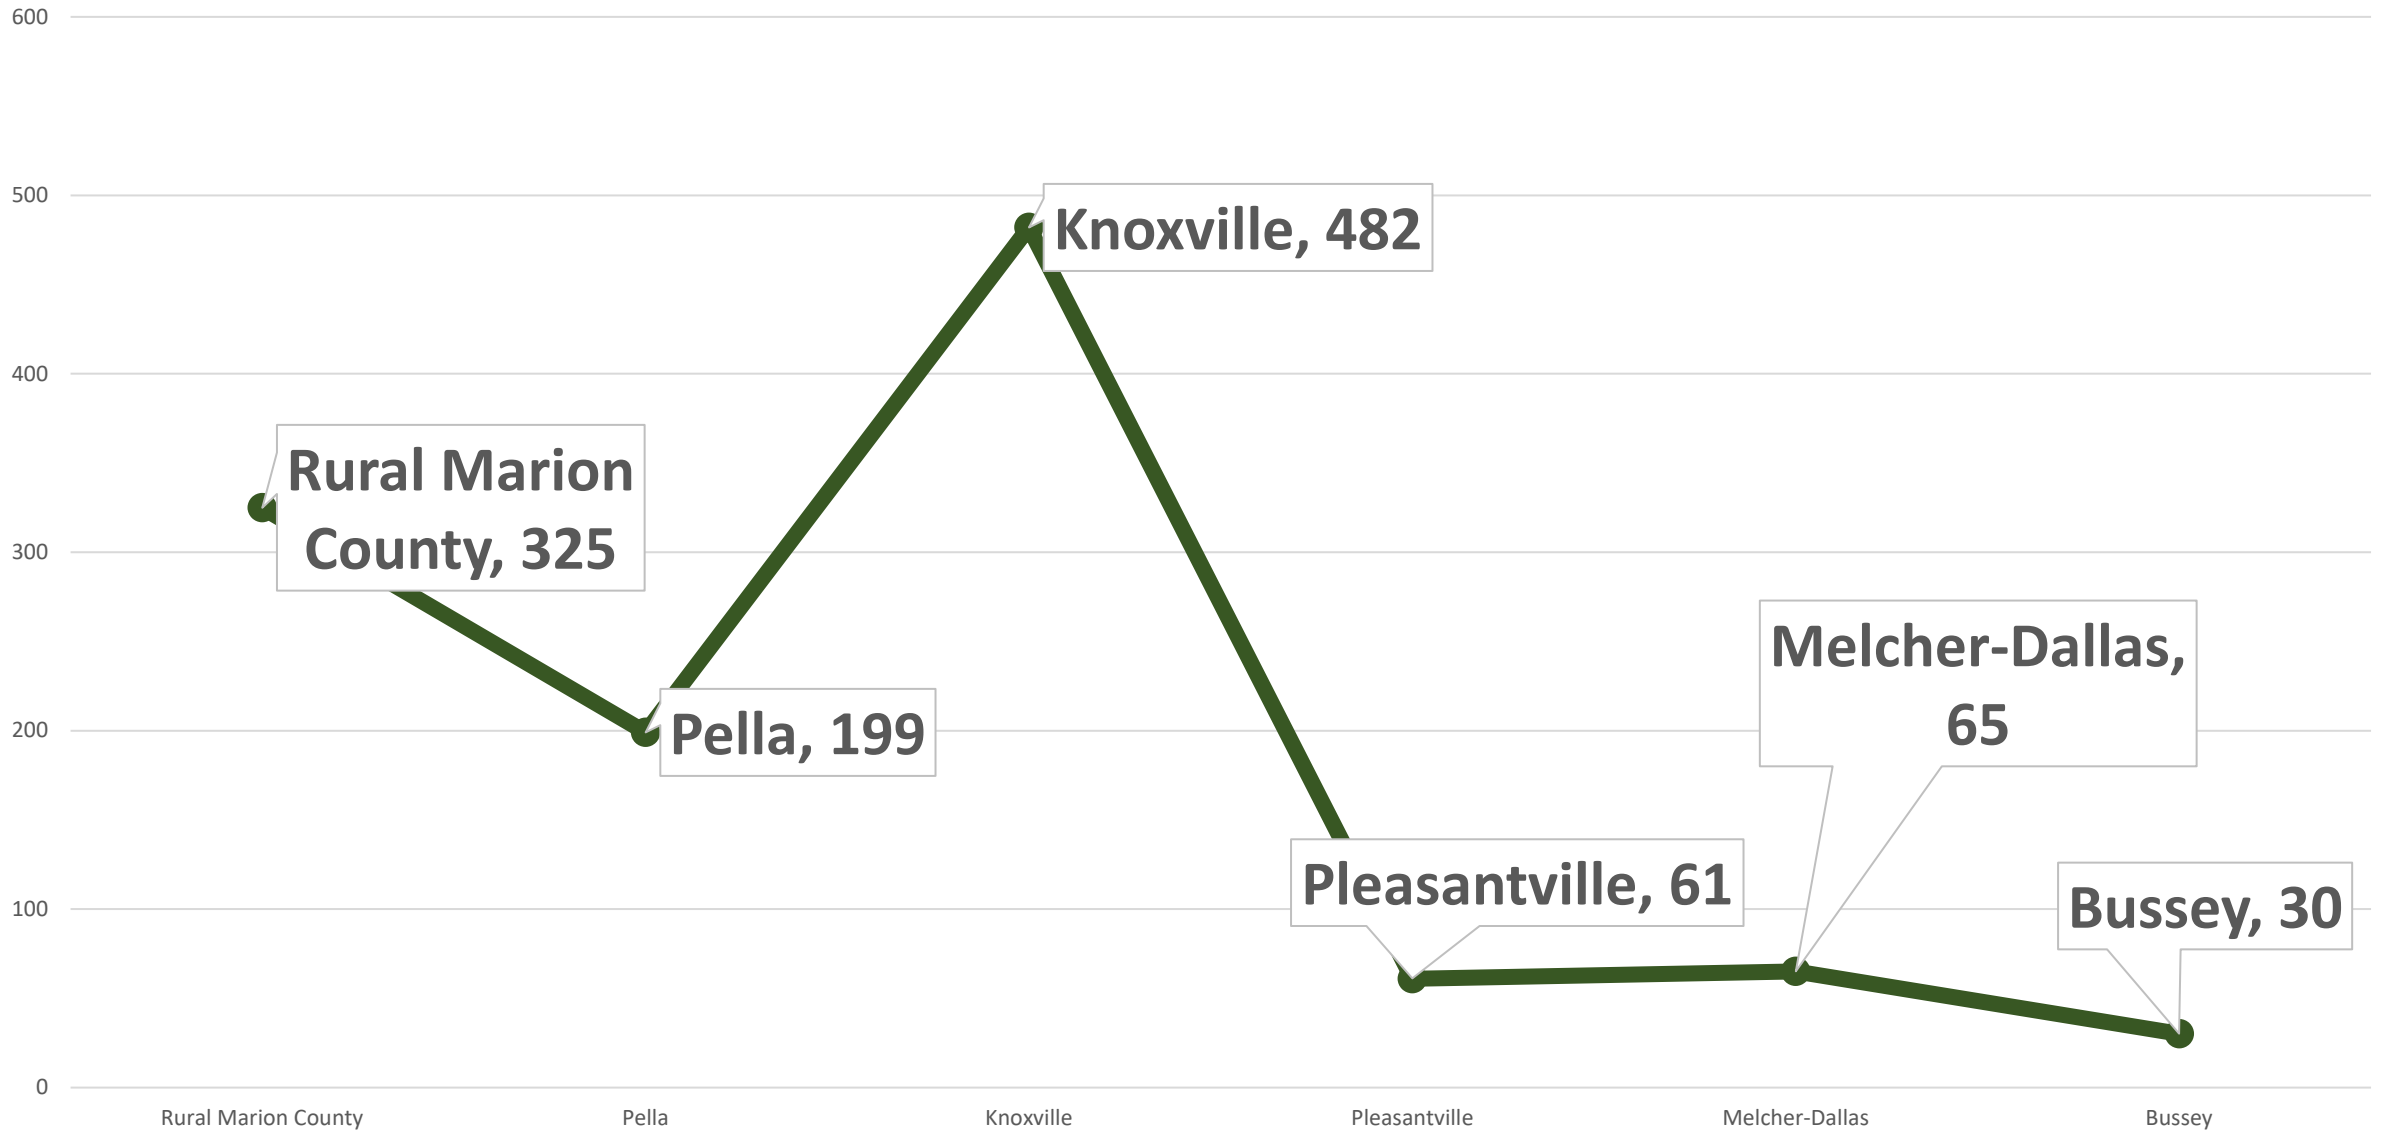 600
500
400
300
200
100
0
Rural Marion
County, 325
Pella, 199
Knoxville, 482
Pleasantville, 61
Melcher-Dallas,
65
Bussey, 30
Rural Marion County
Pella
Knoxville
Pleasantville
Melcher-Dallas
Bussey